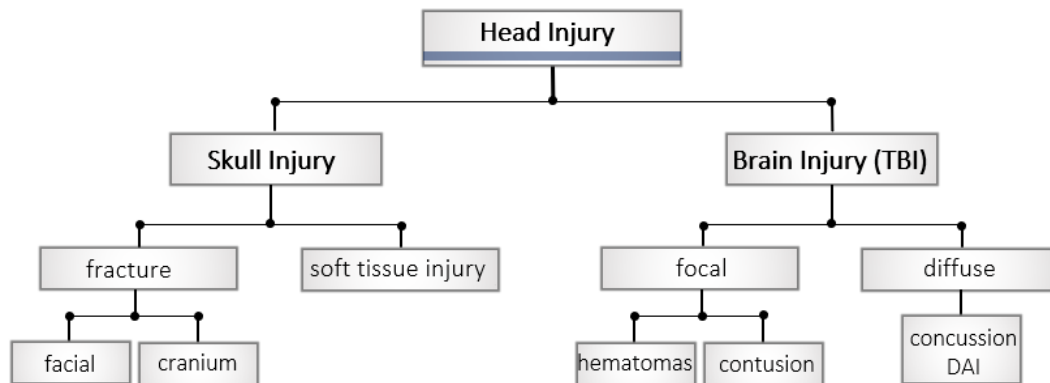 Head Injury
Skull Injury
Brain Injury (TBI)
fracture
soft tissue injury
focal
diffuse
facial
cranium
hematomas
contusion
concussion
DAI